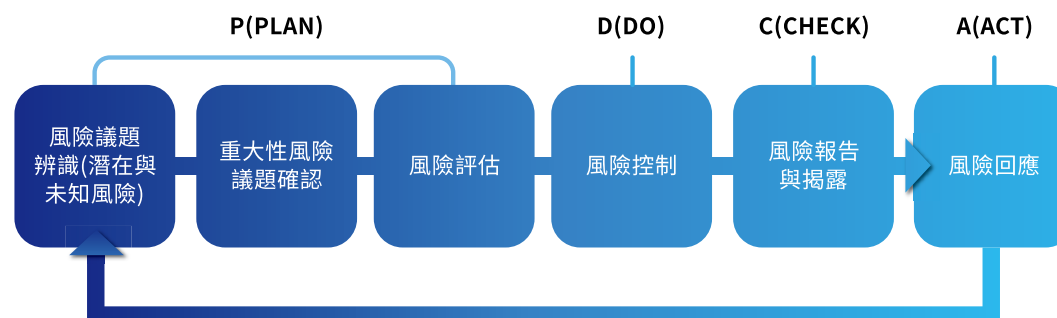 P(PLAN)
D(DO)
C(CHECK)
A(ACT)
風險議題
辨識(潛在與
未知風險)
重大性風險
議題確認
風險評估
風險控制
風險報告
與揭露
風險回應